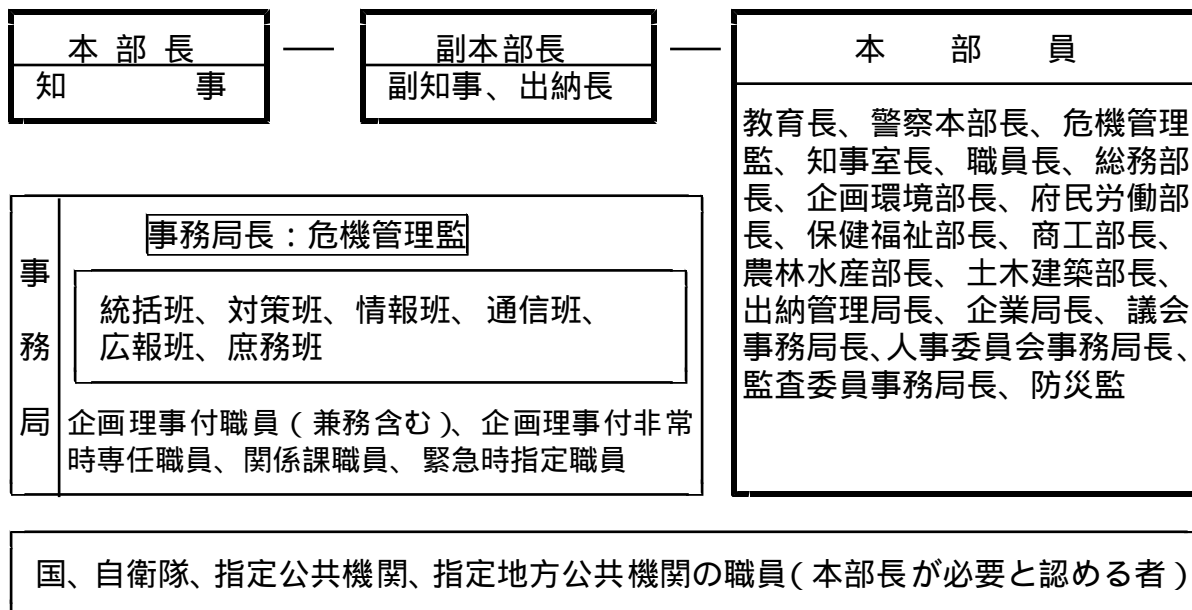 本部長
知事
副本部長
副知事、出納長
本部員
教育長、警察本部長、危機管理
監、知事室長、職員長、総務部
長、企画環境部長、府民労働部
長、保健福祉部長、商工部長、
農林水産部長、土木建築部長、
出納管理局長、企業局長、議会
事務局長、人事委員会事務局長、
監査委員事務局長、防災監
事務局
事務局長：危機管理監
統括班、対策班、情報班、通信班、
広報班、庶務班
企画理事付職員（兼務含む）、企画理事付非常
時専任職員、関係課職員、緊急時指定職員
国、自衛隊、指定公共機関、指定地方公共機関の職員（本部長が必要と認める者）